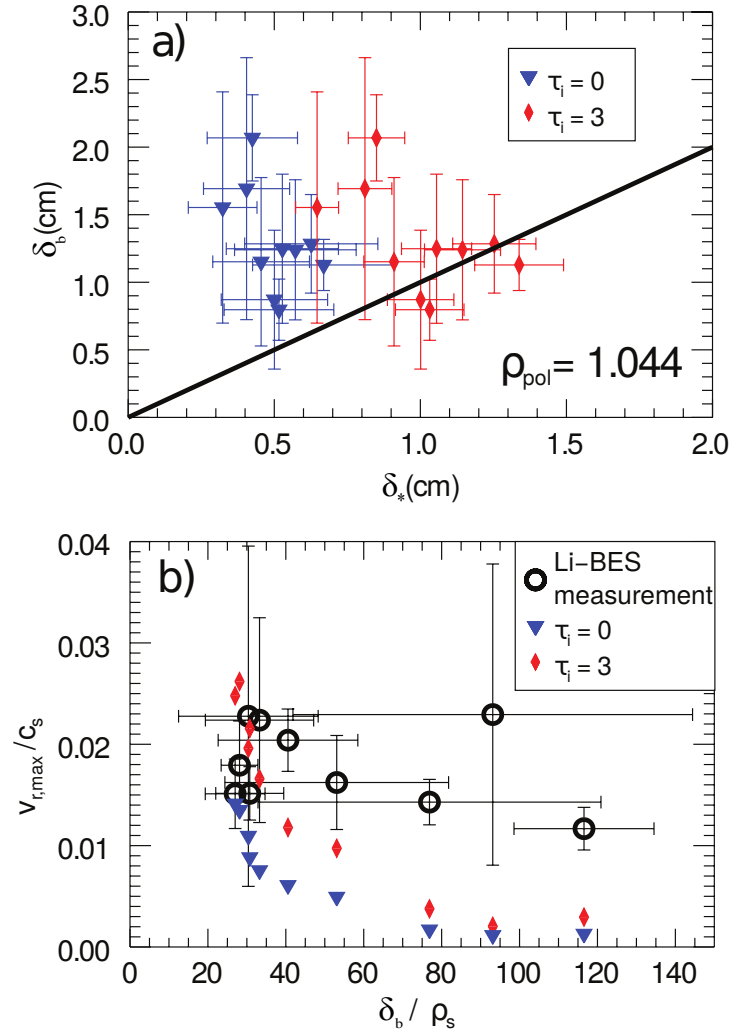 a)
3.0
2.5
2.0
1.5
1.0
0.5
0.0
δb(cm)
τi = 0
τi = 3
ρpol = 1.044
0.0 0.5 1.0 1.5 2.0
δ*(cm)
b)
0.04
0.03
0.02
0.01
0.00
vr,max/cs
Li−BES
measurement
τi = 0
τi = 3
0 20 40 60 80 100 120 140
δb / ρs